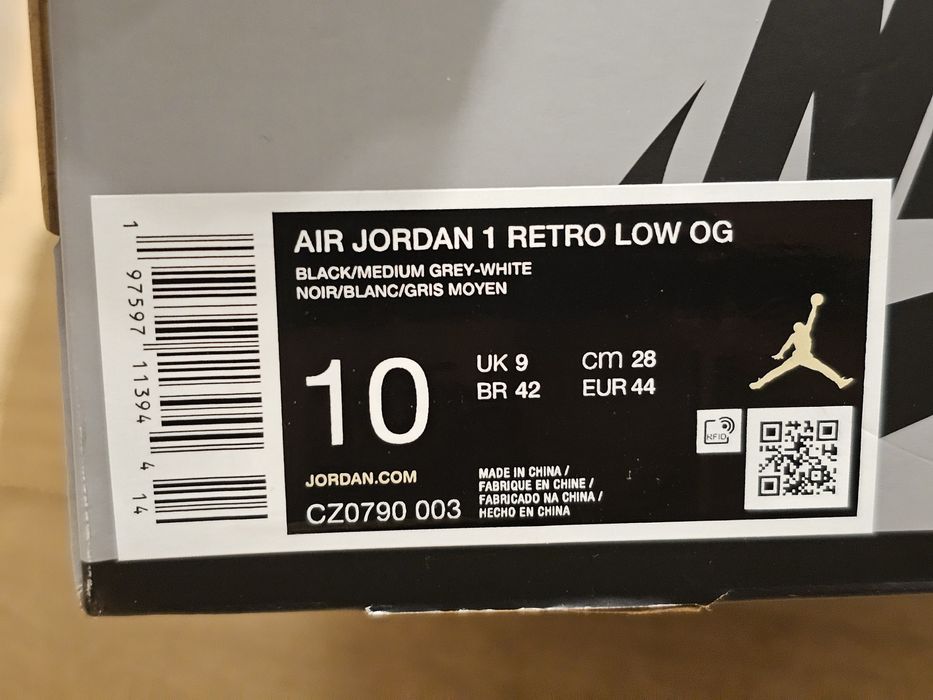 1 97597 11394 4 14
AIR JORDAN 1 RETRO LOW OG
BLACK/MEDIUM GREY-WHITE
NOIR/BLANC/GRIS MOYEN
10
UK 9 cm 28
BR 42 EUR 44
RFID
JORDAN.COM
CZ0790 003
MADE IN CHINA /
FABRIQUE EN CHINE /
FABRICADO NA CHINA /
HECHO EN CHINA